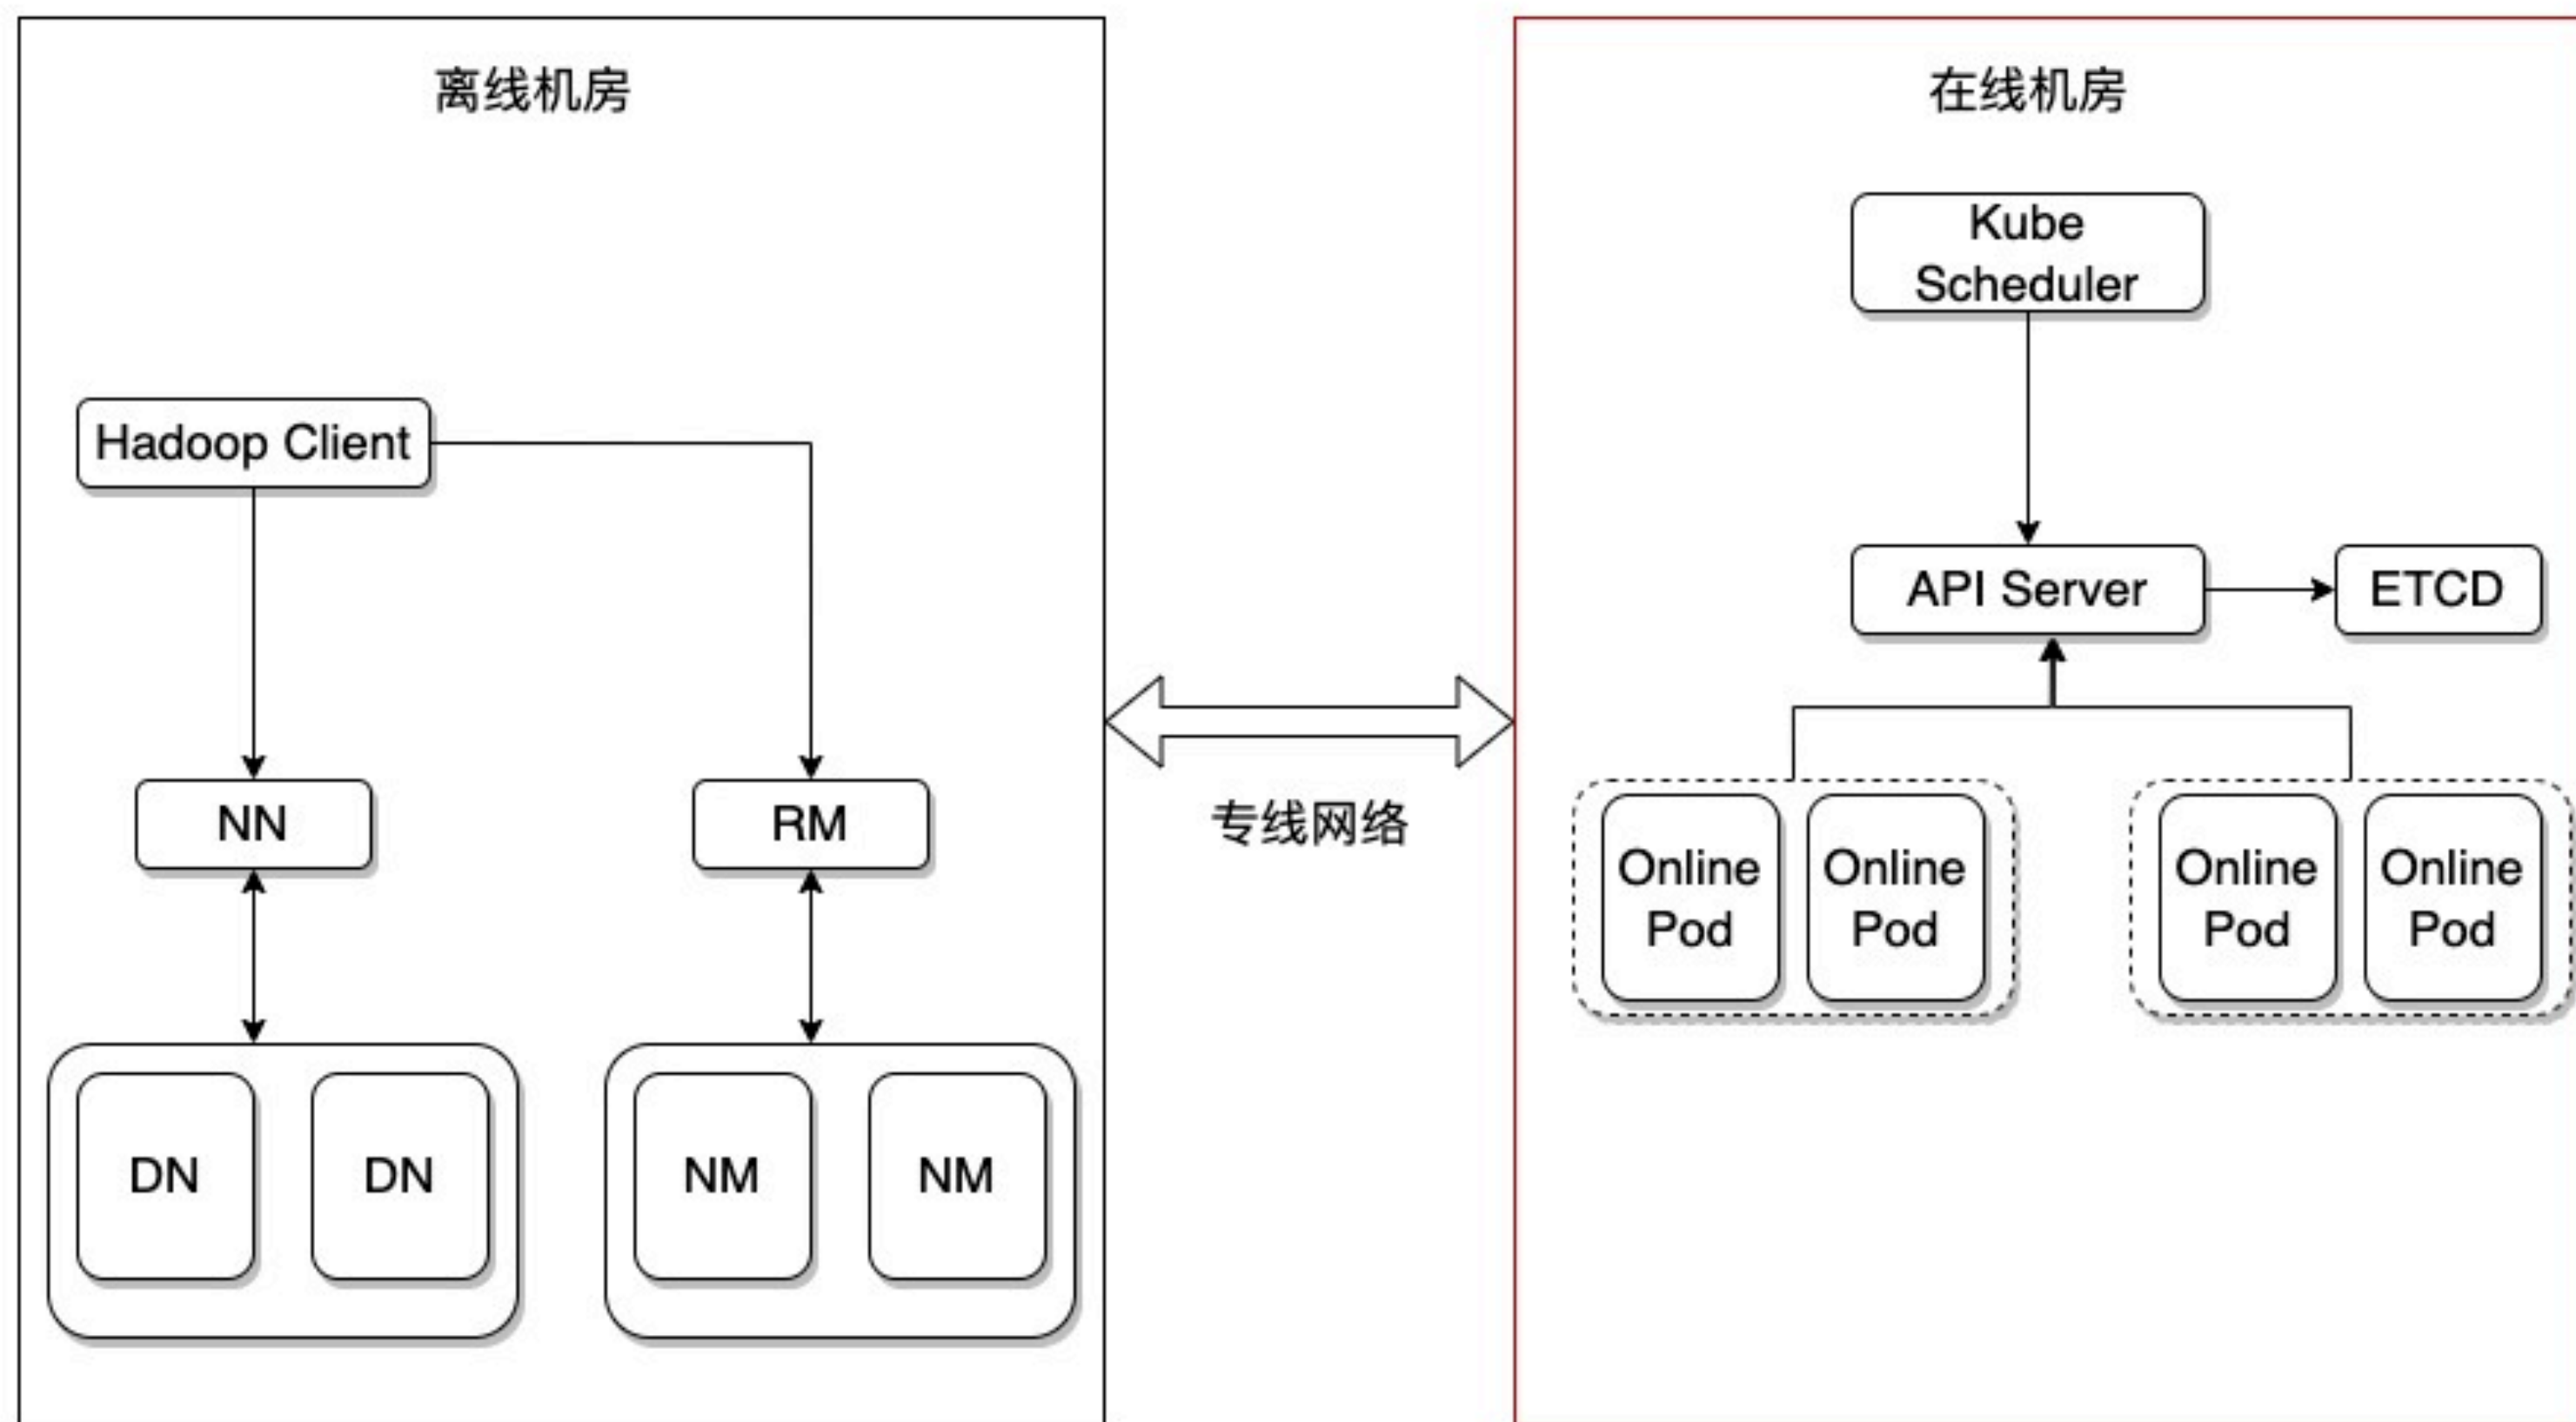 离线机房
Hadoop Client
NN
RM
DN
DN
NM
NM
专线网络
在线机房
Kube
Scheduler
API Server
ETCD
Online
Pod
Online
Pod
Online
Pod
Online
Pod